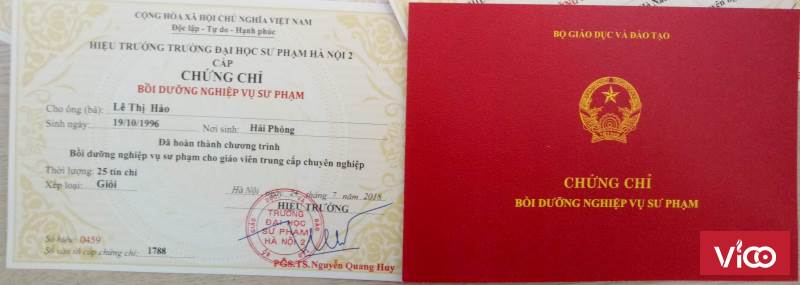 CỘNG HÒA XÃ HỘI CHỦ NGHĨA VIỆT NAM
Độc lập - Tự do - Hạnh phúc
HIỆU TRƯỞNG TRƯỜNG ĐẠI HỌC SƯ PHẠM HÀ NỘI 2
CẤP
CHỨNG CHỈ
BỒI DƯỠNG NGHIỆP VỤ SƯ PHẠM
Cho ông (bà): Lê Thị Hảo
Sinh ngày: 19/10/1996 Nơi sinh: Hải Phòng
Đã hoàn thành chương trình
Bồi dưỡng nghiệp vụ sư phạm cho giáo viên trung cấp chuyên nghiệp
Thời lượng: 25 tín chỉ
Xếp loại: Giỏi
Hà Nội, ngày 24 tháng 7 năm 2018
HIỆU TRƯỞNG
TRƯỜNG
ĐẠI HỌC
SƯ PHẠM
HÀ NỘI 2
Số hiệu: 0459
Số vào sổ cấp chứng chỉ: 1788
PGS.TS. Nguyễn Quang Huy
BỘ GIÁO DỤC VÀ ĐÀO TẠO
CHỨNG CHỈ
BỒI DƯỠNG NGHIỆP VỤ SƯ PHẠM
ViCO